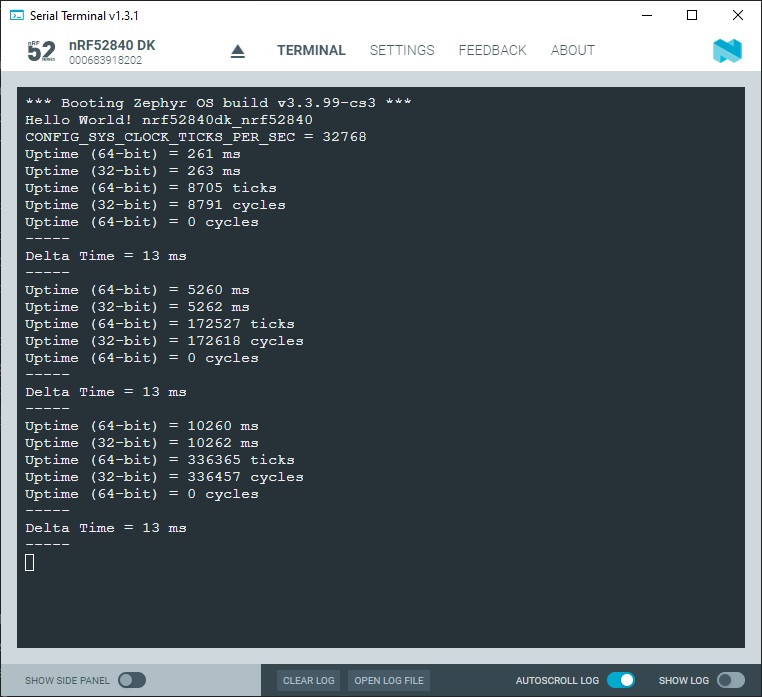 Serial Terminal v1.3.1
nRF
52
SERIES
nRF52840 DK
000683918202
TERMINAL
SETTINGS
FEEDBACK
ABOUT
*** Booting Zephyr OS build v3.3.99-cs3 ***
Hello World! nrf52840dk_nrf52840
CONFIG_SYS_CLOCK_TICKS_PER_SEC = 32768
Uptime (64-bit) = 261 ms
Uptime (32-bit) = 263 ms
Uptime (64-bit) = 8705 ticks
Uptime (32-bit) = 8791 cycles
Uptime (64-bit) = 0 cycles
-----
Delta Time = 13 ms
-----
Uptime (64-bit) = 5260 ms
Uptime (32-bit) = 5262 ms
Uptime (64-bit) = 172527 ticks
Uptime (32-bit) = 172618 cycles
Uptime (64-bit) = 0 cycles
-----
Delta Time = 13 ms
-----
Uptime (64-bit) = 10260 ms
Uptime (32-bit) = 10262 ms
Uptime (64-bit) = 336365 ticks
Uptime (32-bit) = 336457 cycles
Uptime (64-bit) = 0 cycles
-----
Delta Time = 13 ms
-----
SHOW SIDE PANEL
CLEAR LOG
OPEN LOG FILE
AUTOSCROLL LOG
SHOW LOG